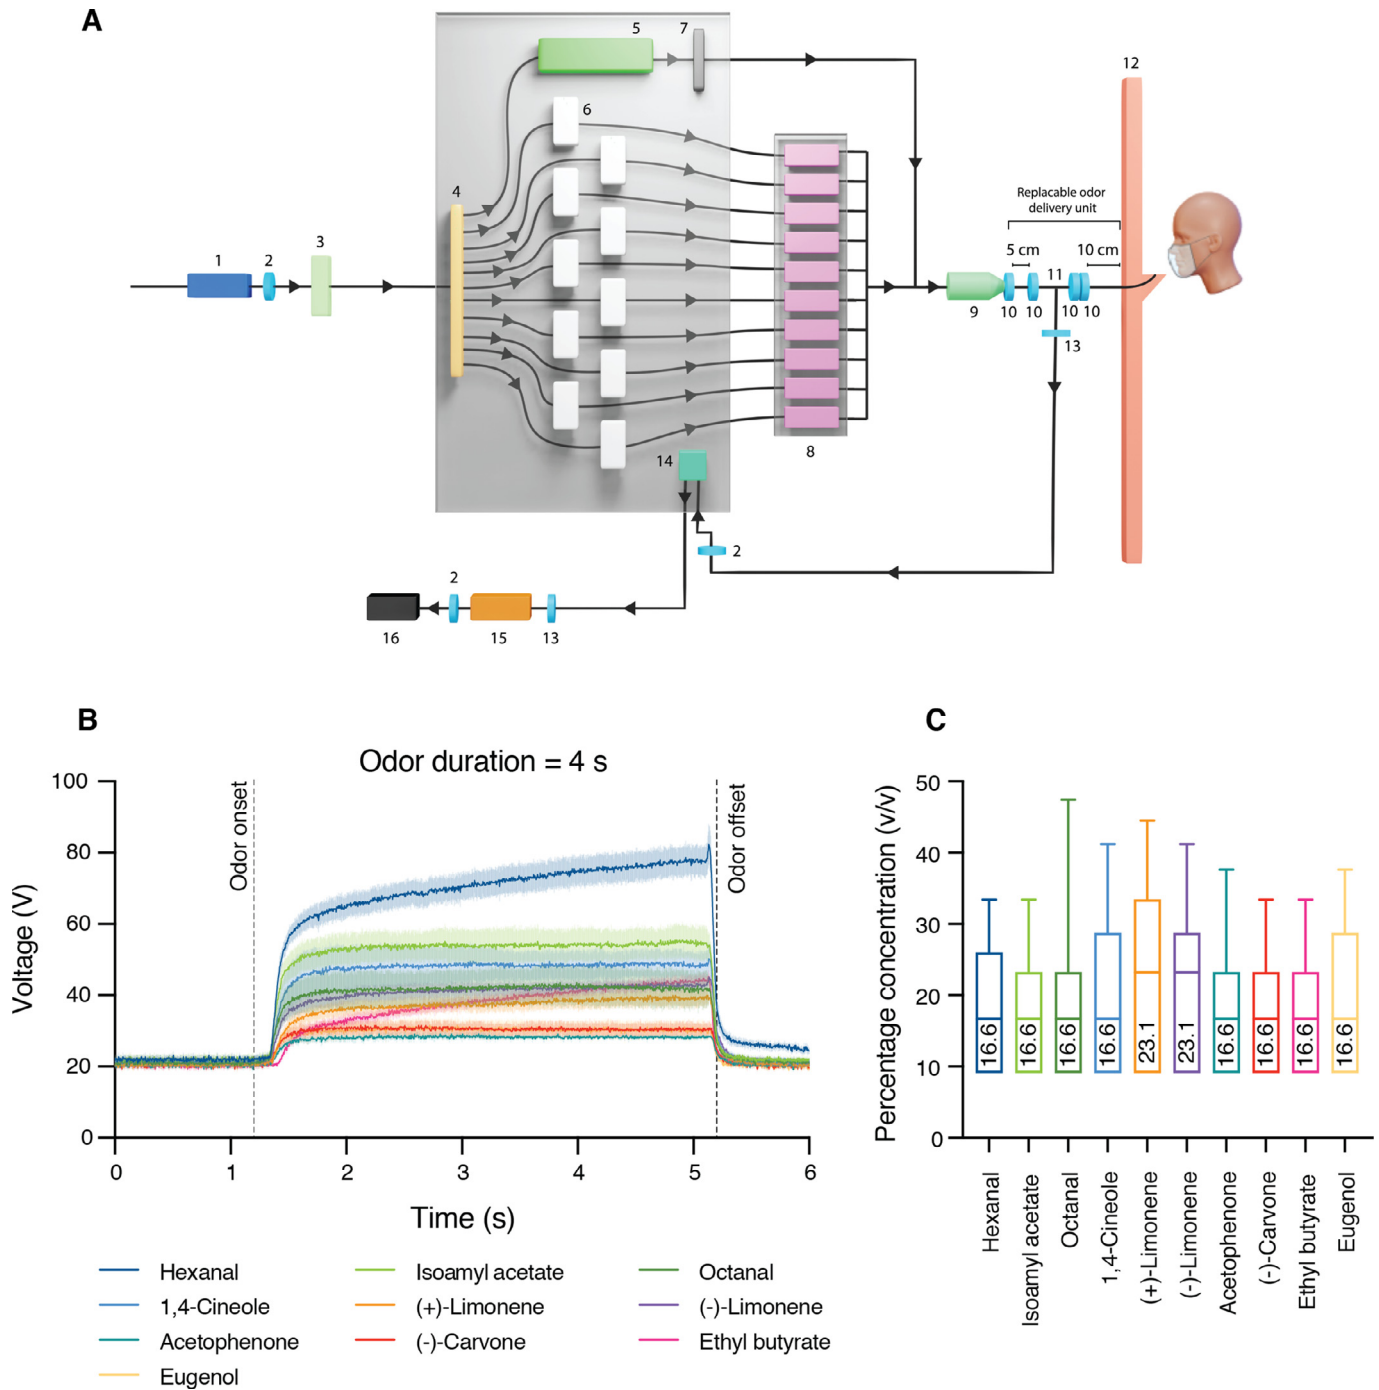 A
5
7
12
6
Replacable odor
delivery unit
4
3
5 cm
10 cm
1
2
11
9
10
10
10
10
13
8
14
2
2
16
15
13
B
C
Odor duration = 4 s
100
80
60
40
20
0
Voltage (V)
Odor onset
Odor offset
0
1
2
3
4
5
6
Time (s)
Hexanal
Isoamyl acetate
Octanal
1,4-Cineole
(+)-Limonene
(-)-Limonene
Acetophenone
(-)-Carvone
Ethyl butyrate
Eugenol
Percentage concentration (v/v)
50
40
30
20
10
0
16.6
16.6
16.6
16.6
23.1
23.1
16.6
16.6
16.6
16.6
Hexanal
Isoamyl acetate
Octanal
1,4-Cineole
(+)-Limonene
(-)-Limonene
Acetophenone
(-)-Carvone
Ethyl butyrate
Eugenol